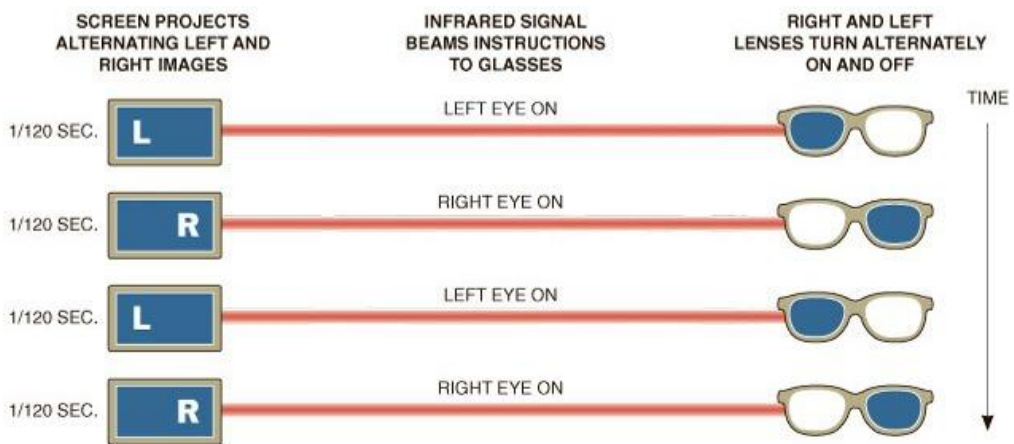 SCREEN PROJECTS
ALTERNATING LEFT AND
RIGHT IMAGES
INFRARED SIGNAL
BEAMS INSTRUCTIONS
TO GLASSES
RIGHT AND LEFT
LENSES TURN ALTERNATELY
ON AND OFF
TIME
1/120 SEC.
L
LEFT EYE ON
1/120 SEC.
R
RIGHT EYE ON
1/120 SEC.
L
LEFT EYE ON
1/120 SEC.
R
RIGHT EYE ON